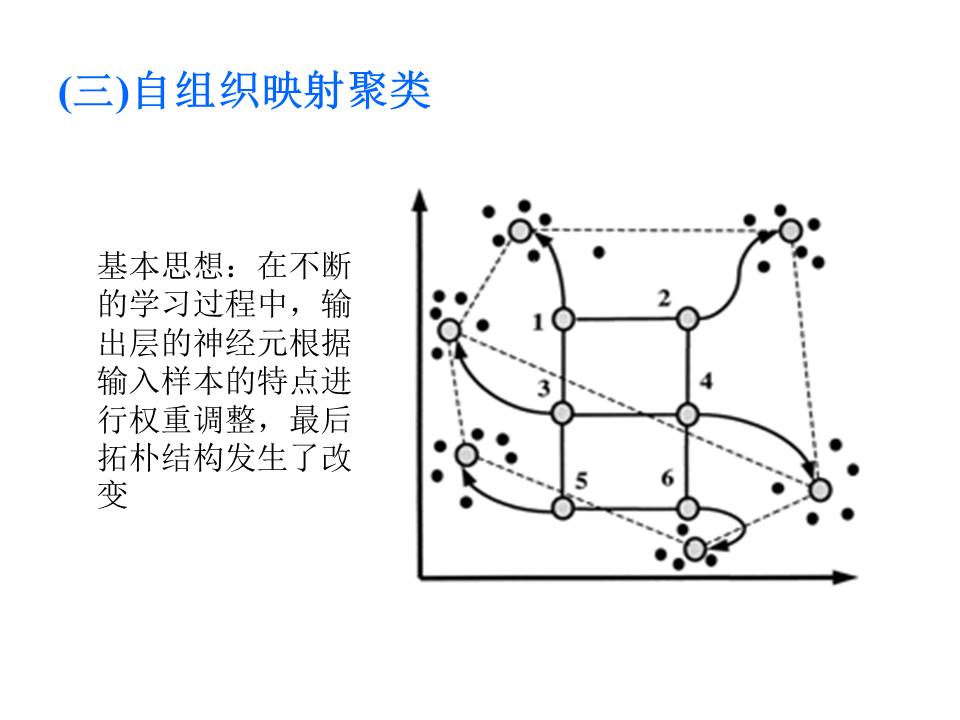 (三)自组织映射聚类
基本思想：在不断
的学习过程中，输
出层的神经元根据
输入样本的特点进
行权重调整，最后
拓朴结构发生了改
变
1
2
3
4
5
6